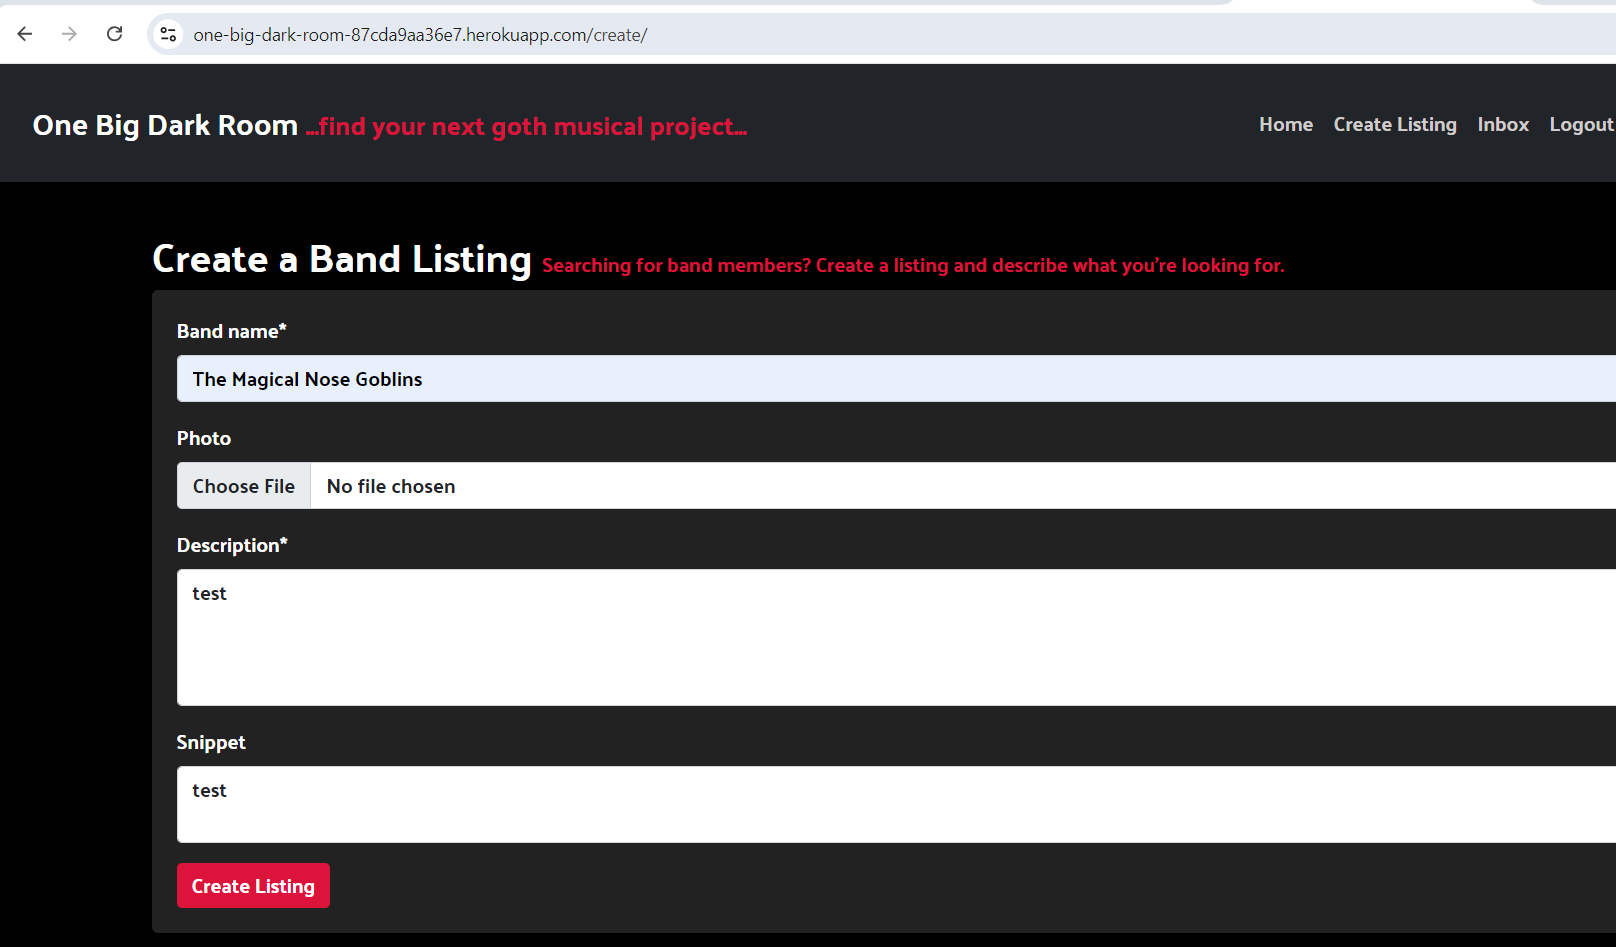 one-big-dark-room-87cda9aa36e7.herokuapp.com/create/
One Big Dark Room ...find your next goth musical project... Home Create Listing Inbox Logout
Create a Band Listing Searching for band members? Create a listing and describe what you're looking for.
Band name*
The Magical Nose Goblins
Photo
Choose File No file chosen
Description*
test
Snippet
test
Create Listing